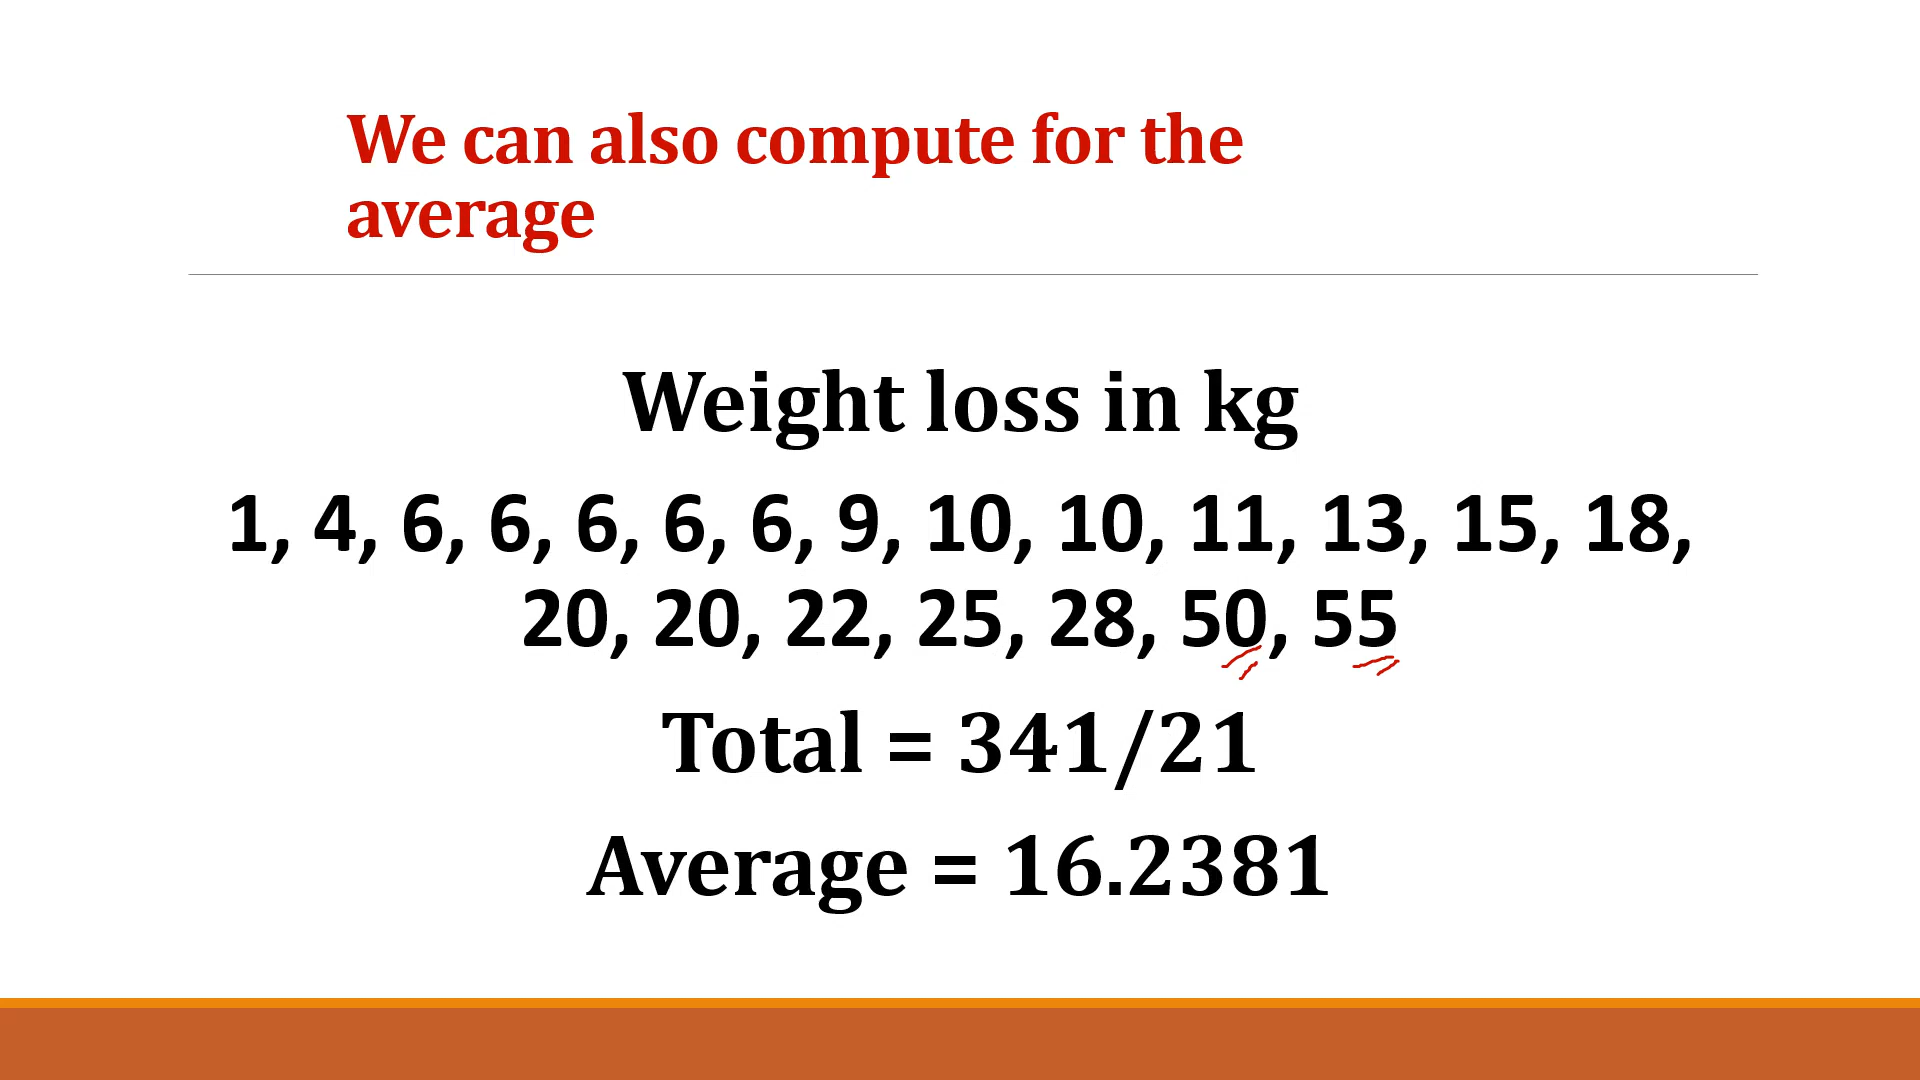 We can also compute for the
average
Weight loss in kg
1, 4, 6, 6, 6, 6, 6, 9, 10, 10, 11, 13, 15, 18,
20, 20, 22, 25, 28, 50, 55
Total = 341/21
Average = 16.2381